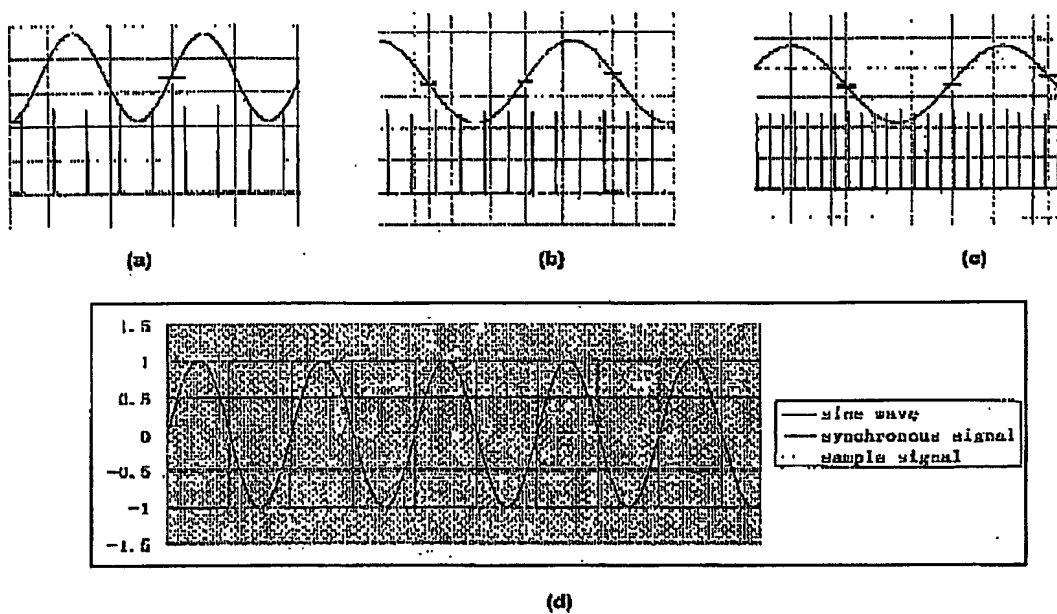 (a)
(b)
(c)
1.5
1
0.5
0
-0.5
-1
-1.5
sine wave
synchronous signal
sample signal
(d)